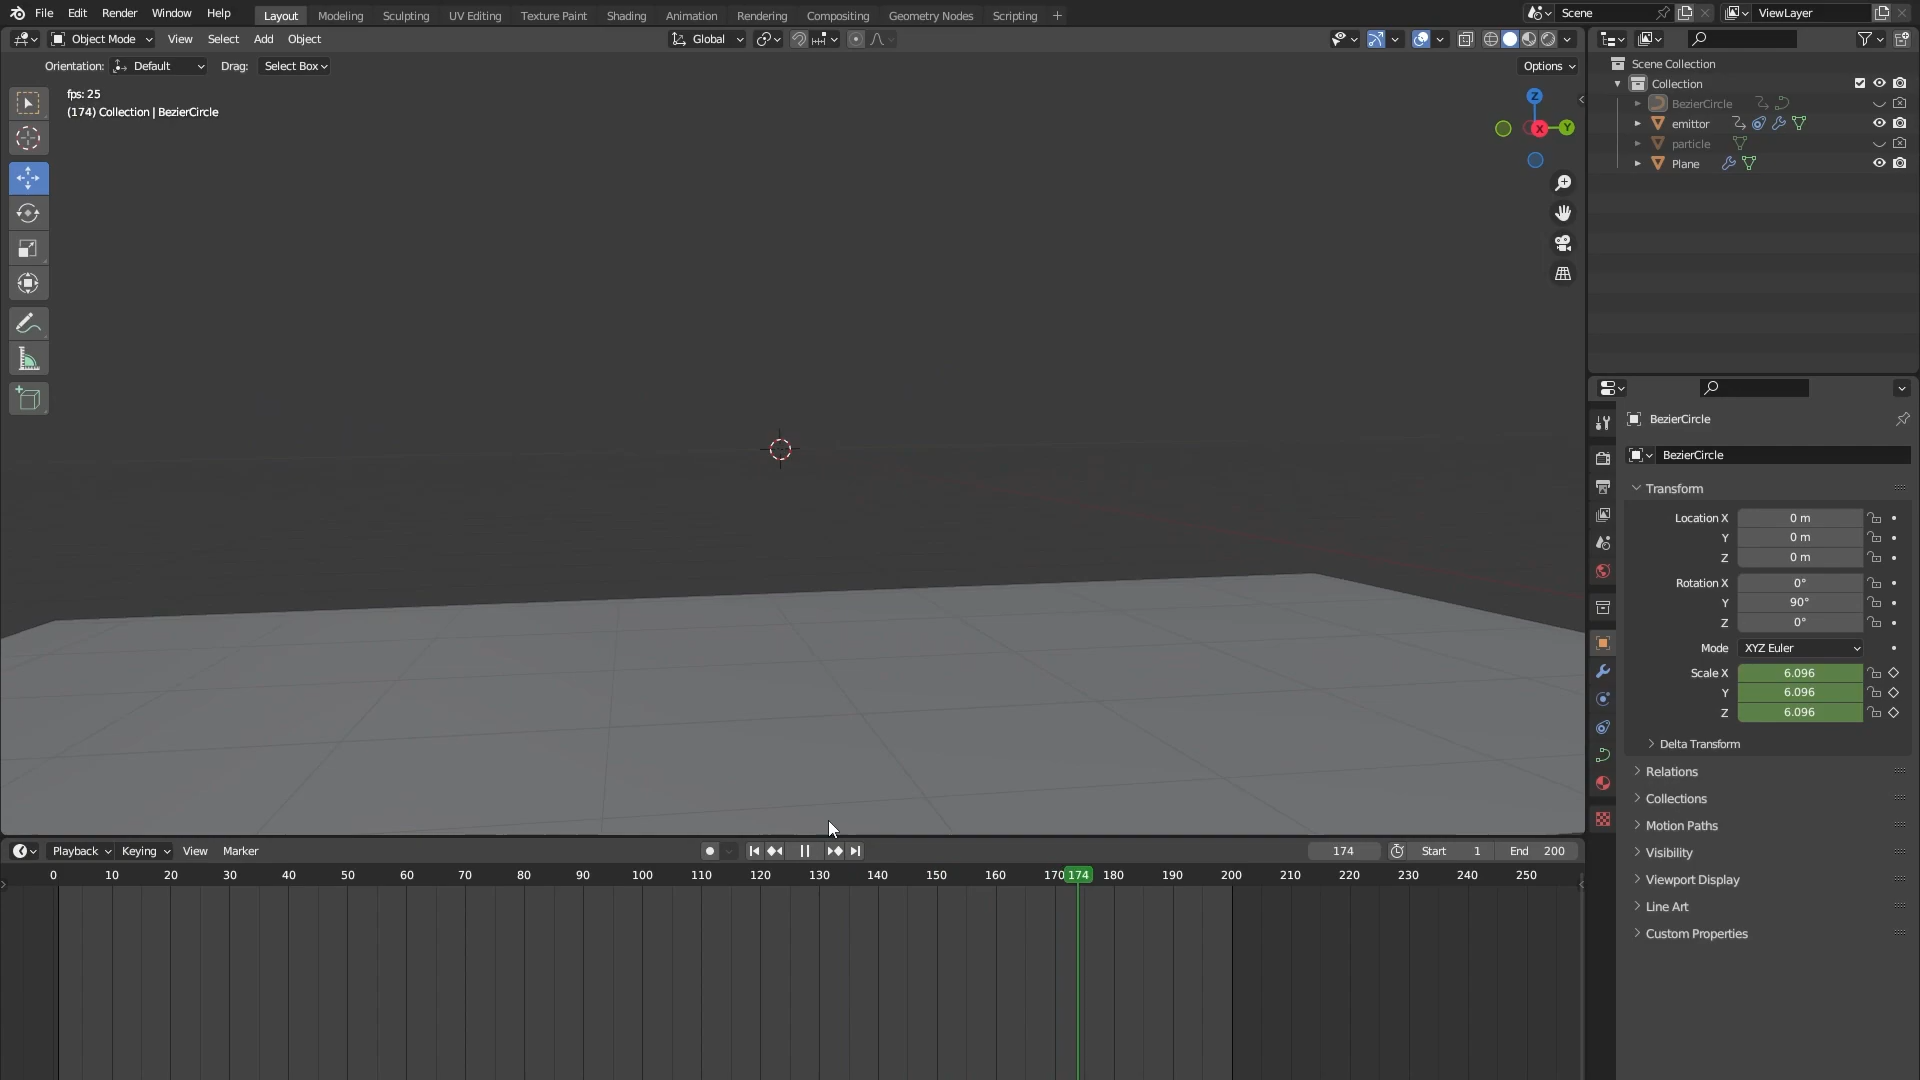 File Edit Render Window Help Layout Modeling Sculpting UV Editing Texture Paint Shading Animation Rendering Compositing Geometry Nodes Scripting + Scene ViewLayer
Object Mode View Select Add Object Global
Orientation: Default Drag: Select Box Options
fps: 25
(174) Collection | BezierCircle
Z
X
Y
Scene Collection
Collection
BezierCircle
emittor
particle
Plane
BezierCircle
BezierCircle
Transform
Location X 0 m
Y 0 m
Z 0 m
Rotation X 0°
Y 90°
Z 0°
Mode XYZ Euler
Scale X 6.096
Y 6.096
Z 6.096
Delta Transform
Relations
Collections
Motion Paths
Visibility
Viewport Display
Line Art
Custom Properties
Playback Keying View Marker 174 Start 1 End 200
0 10 20 30 40 50 60 70 80 90 100 110 120 130 140 150 160 170 174 180 190 200 210 220 230 240 250